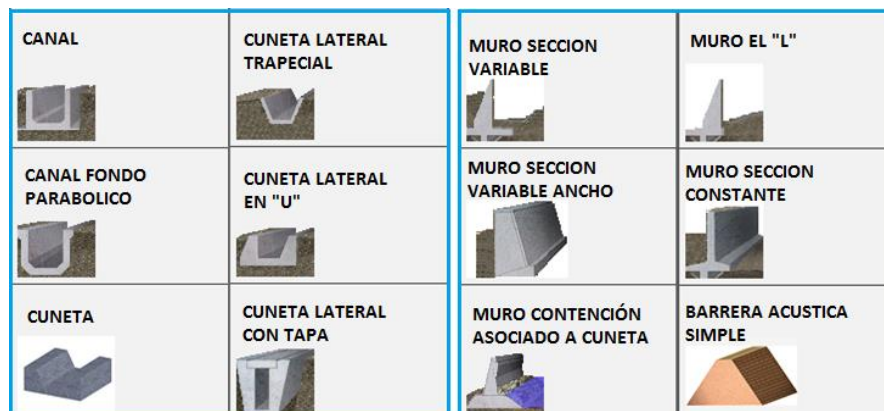 CANAL
CUNETA LATERAL
TRAPECIAL
CANAL FONDO
PARABOLICO
CUNETA LATERAL
EN "U"
CUNETA
CUNETA LATERAL
CON TAPA
MURO SECCION
VARIABLE
MURO EL "L"
MURO SECCION
VARIABLE ANCHO
MURO SECCION
CONSTANTE
MURO CONTENCIÓN
ASOCIADO A CUNETA
BARRERA ACUSTICA
SIMPLE